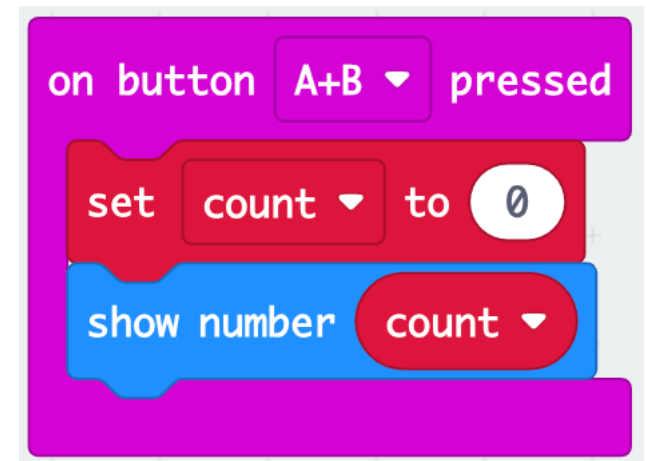 on button A+B pressed
set count to 0
show number count